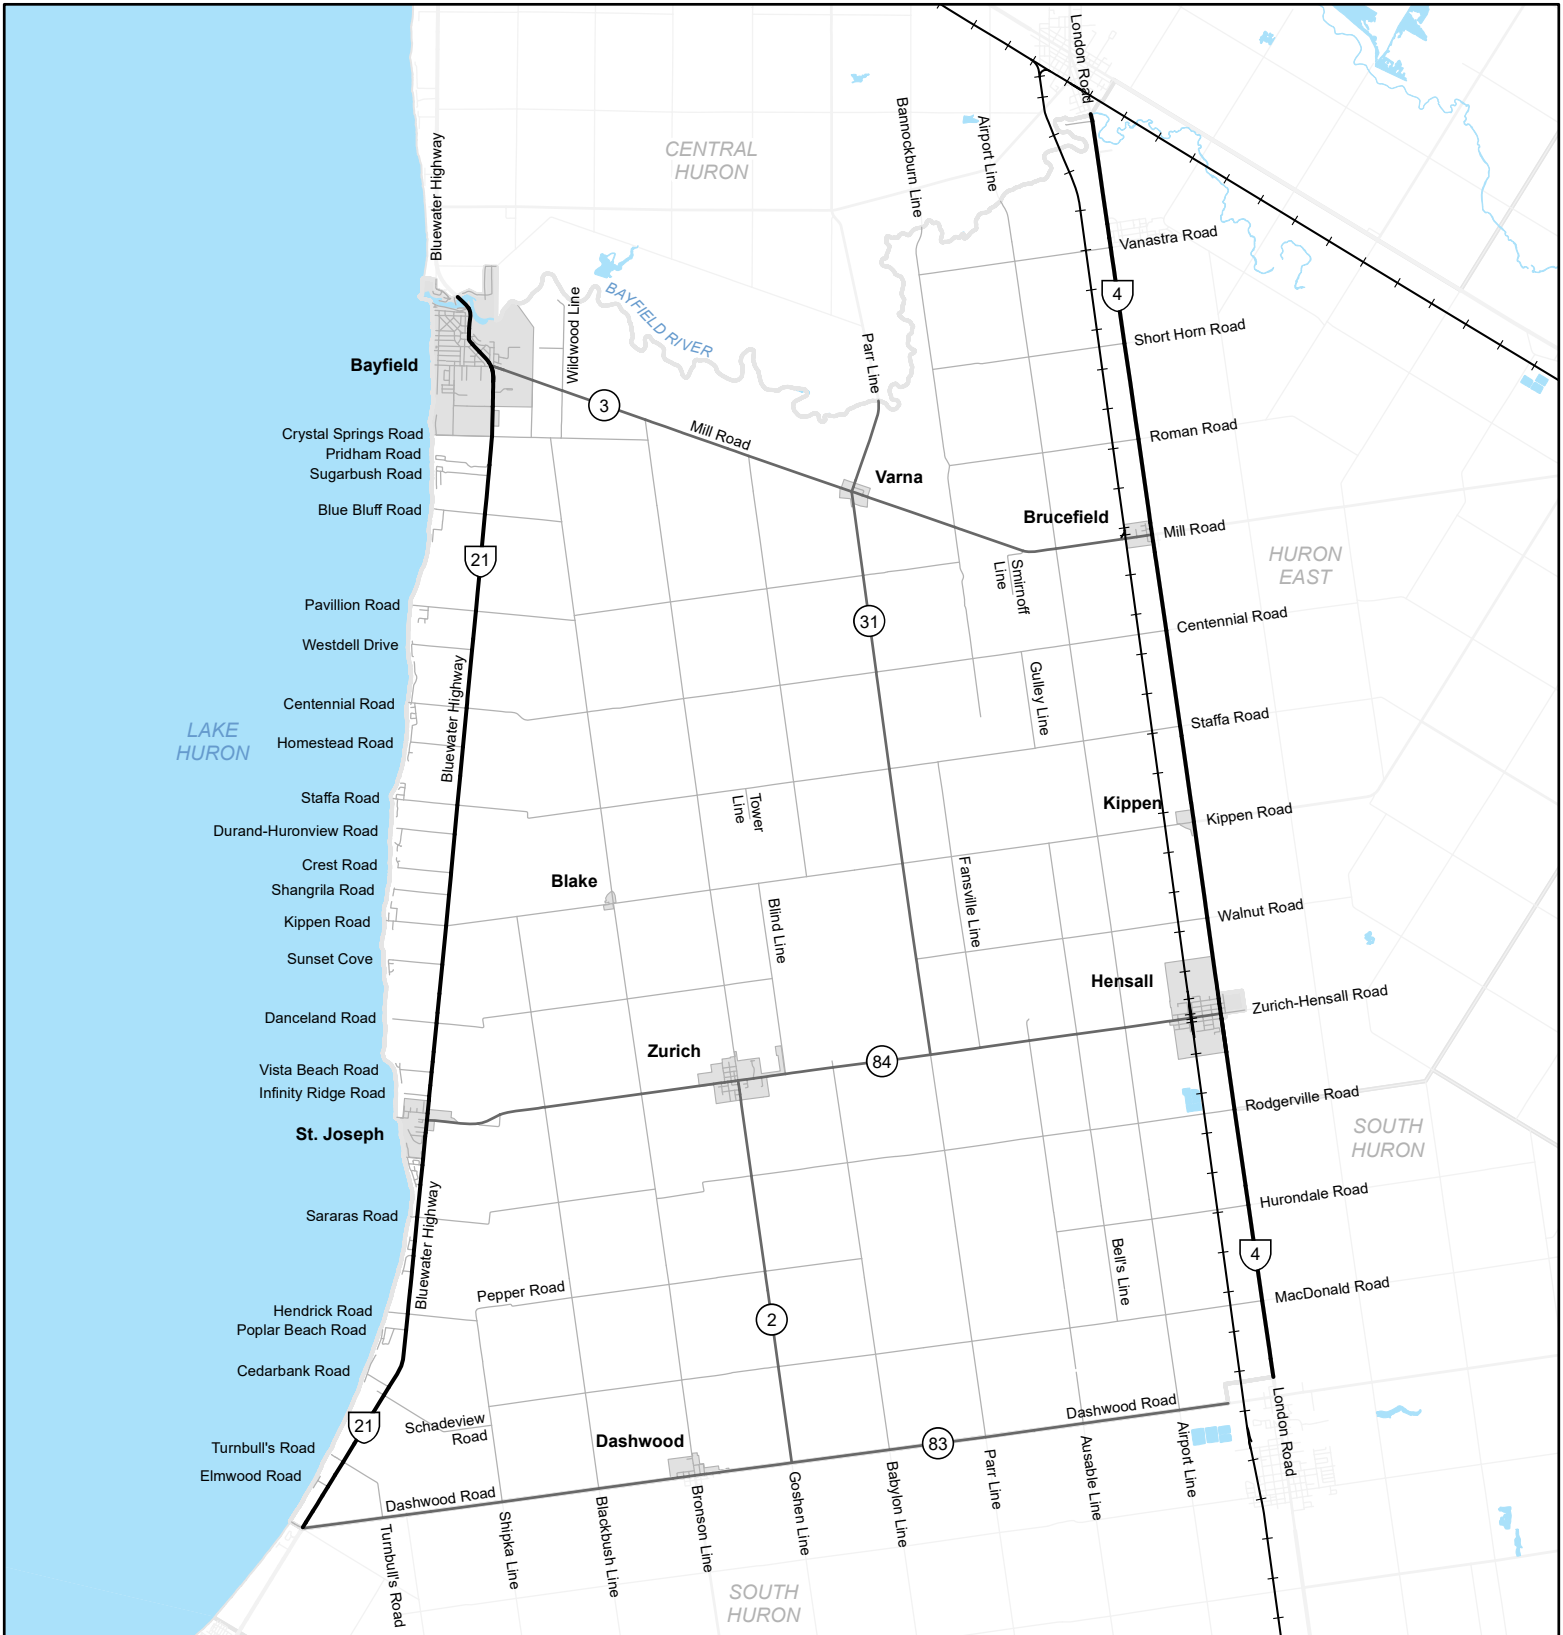 London Road
Bannockburn Line
Airport Line
Bluewater Highway
CENTRAL
HURON
Vanastra Road
4
BAYFIELD RIVER
Wildwood Line
Short Horn Road
Parr Line
Bayfield
3
Mill Road
Roman Road
Crystal Springs Road
Pridham Road
Sugarbush Road
Varna
Blue Bluff Road
Brucefield
Mill Road
21
HURON
EAST
Smirnoff
Line
Pavillion Road
31
Centennial Road
Westdell Drive
Bluewater Highway
Gulley Line
Centennial Road
LAKE
HURON
Homestead Road
Staffa Road
Staffa Road
Tower
Line
Kippen
Kippen Road
Durand-Huronview Road
Crest Road
Blake
Shangrila Road
Fansville Line
Blind Line
Kippen Road
Walnut Road
Sunset Cove
Hensall
Danceland Road
Zurich-Hensall Road
Zurich
84
Vista Beach Road
Infinity Ridge Road
Rodgerville Road
St. Joseph
SOUTH
HURON
Sararas Road
Hurondale Road
Bluewater Highway
Bell's Line
4
Pepper Road
MacDonald Road
Hendrick Road
2
Poplar Beach Road
Cedarbank Road
Dashwood Road
London Road
21
Schadeview
Road
Dashwood
83
Turnbull's Road
Elmwood Road
Dashwood Road
Turnbull's Road
Shipka Line
Blackbush Line
Bronson Line
Goshen Line
Babylon Line
Parr Line
Ausable Line
Airport Line
SOUTH
HURON